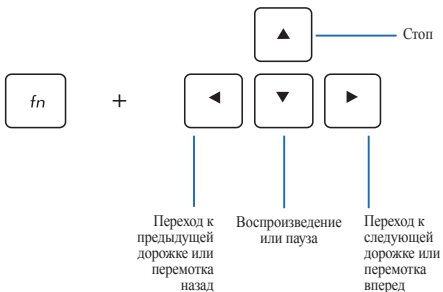 Стоп
fn +
Переход к
предыдущей
дорожке или
перемотка
назад
Воспроизведение
или пауза
Переход к
следующей
дорожке или
перемотка
вперед